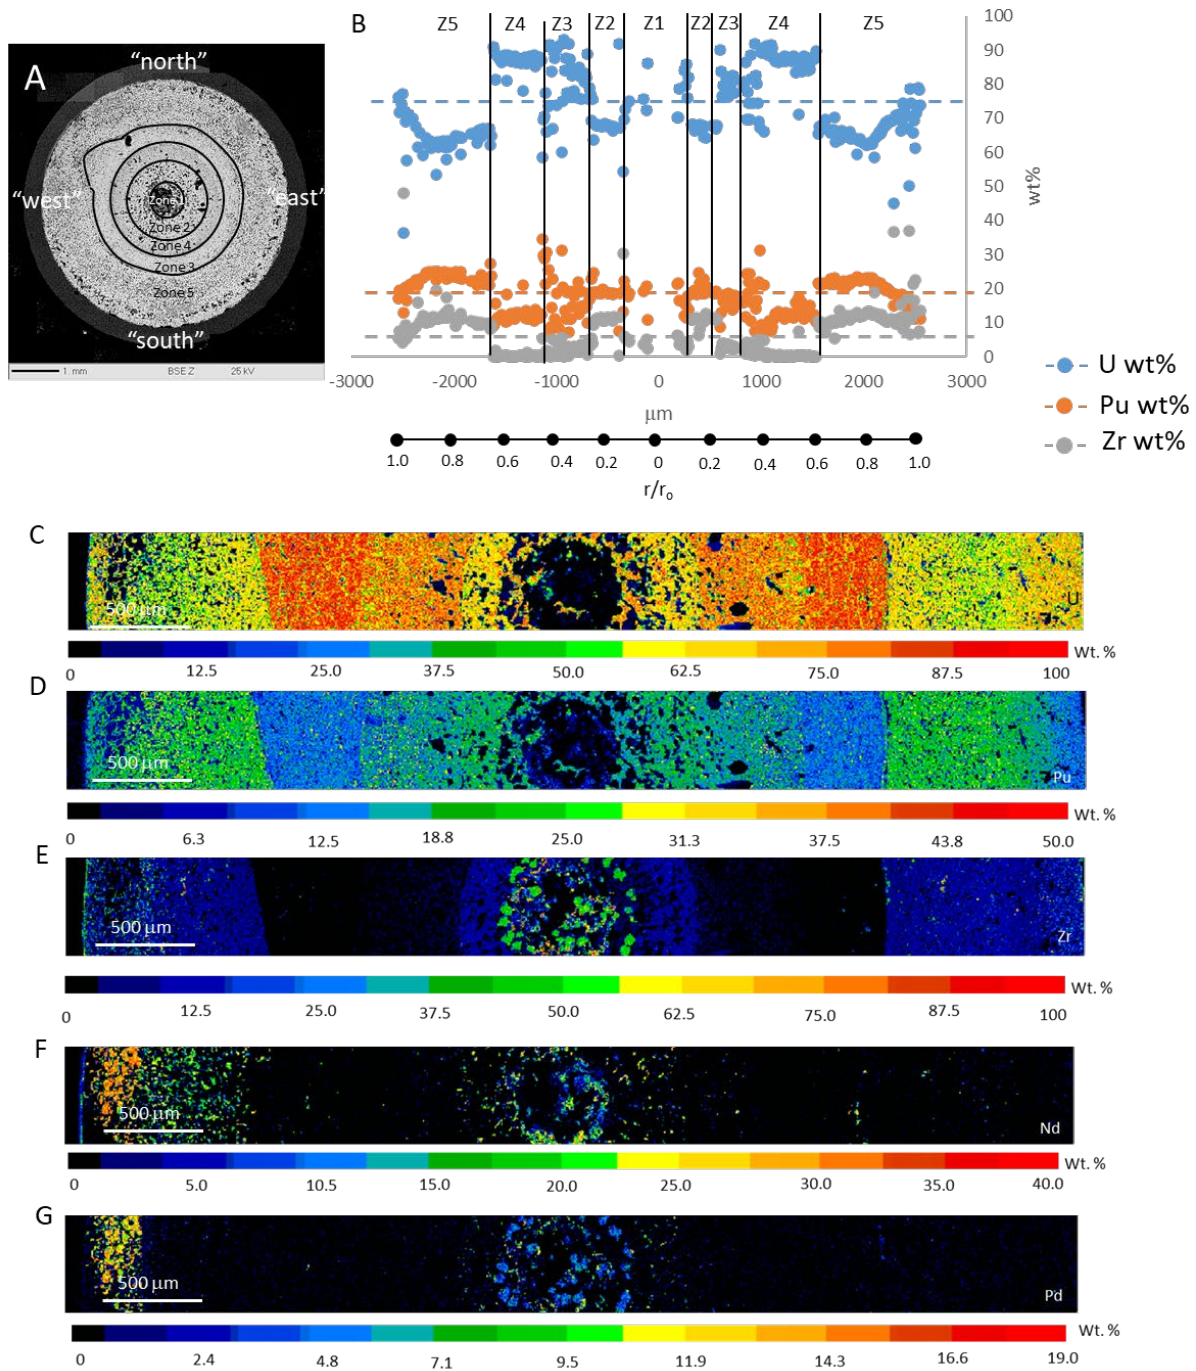 A
"north"
"west"
"east"
Zone 1
Zone 2
Zone 4
Zone 3
Zone 5
"south"
1 mm BSE Z 25 kV
B
Z5 Z4 Z3 Z2 Z1 Z2 Z3 Z4 Z5
100
90
80
70
60
50
40
30
20
10
0
wt%
-3000 -2000 -1000 0 1000 2000 3000
μm
1.0 0.8 0.6 0.4 0.2 0 0.2 0.4 0.6 0.8 1.0
r/ro
U wt%
Pu wt%
Zr wt%
C
500 μm
U
0 12.5 25.0 37.5 50.0 62.5 75.0 87.5 100 Wt. %
D
500 μm
Pu
0 6.3 12.5 18.8 25.0 31.3 37.5 43.8 50.0
E
500 μm
Zr
0 12.5 25.0 37.5 50.0 62.5 75.0 87.5 100 Wt. %
F
500 μm
Nd
0 5.0 10.5 15.0 20.0 25.0 30.0 35.0 40.0 Wt. %
G
500 μm
Pd
0 2.4 4.8 7.1 9.5 11.9 14.3 16.6 19.0 Wt. %